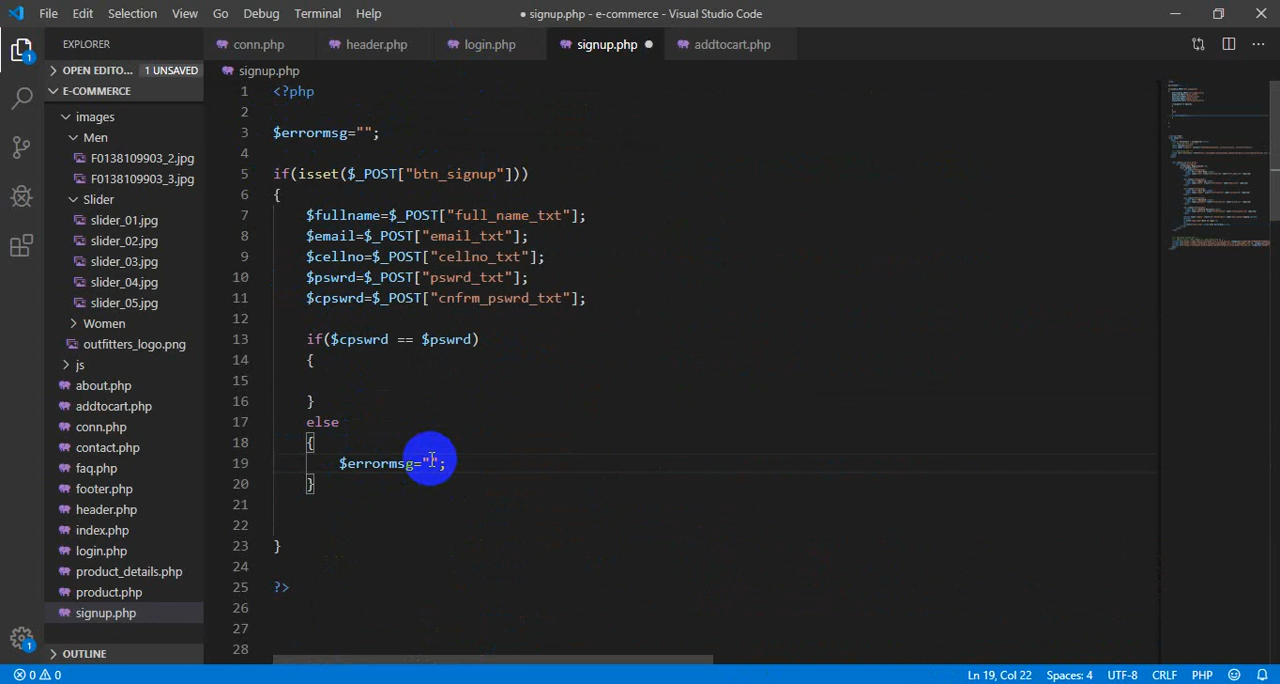 File Edit Selection View Go Debug Terminal Help
● signup.php - e-commerce - Visual Studio Code
EXPLORER
conn.php header.php login.php signup.php addtocart.php
OPEN EDITO... 1 UNSAVED
signup.php
E-COMMERCE
images
Men
F0138109903_2.jpg
F0138109903_3.jpg
Slider
slider_01.jpg
slider_02.jpg
slider_03.jpg
slider_04.jpg
slider_05.jpg
Women
outfitters_logo.png
js
about.php
addtocart.php
conn.php
contact.php
faq.php
footer.php
header.php
index.php
login.php
product_details.php
product.php
signup.php
OUTLINE
1 <?php
2
3 $errormsg="";
4
5 if(isset($_POST["btn_signup"]))
6 {
7 $fullname=$_POST["full_name_txt"];
8 $email=$_POST["email_txt"];
9 $cellno=$_POST["cellno_txt"];
10 $pswrd=$_POST["pswrd_txt"];
11 $cpswrd=$_POST["cnfrm_pswrd_txt"];
12
13 if($cpswrd == $pswrd)
14 {
15
16 }
17 else
18 {
19 $errormsg="";
20 }
21
22
23 }
24
25 ?>
26
27
28
1
1
0 0
Ln 19, Col 22 Spaces: 4 UTF-8 CRLF PHP